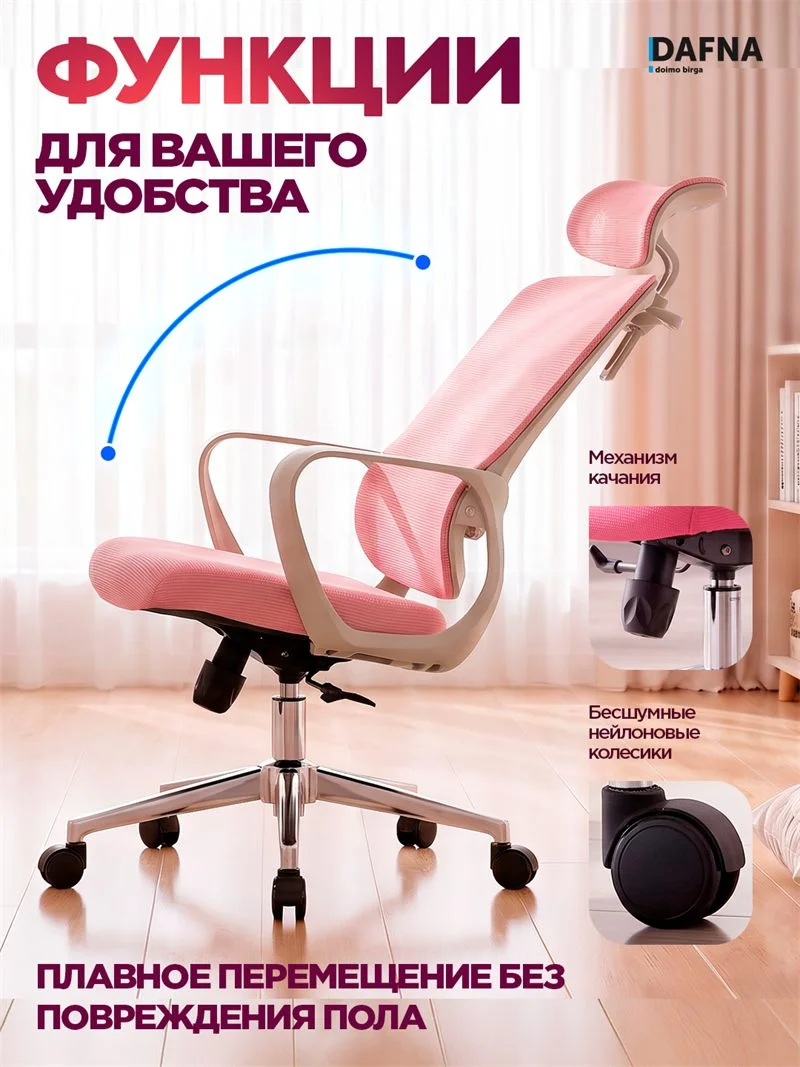 ФУНКЦИИ
ДЛЯ ВАШЕГО
УДОБСТВА
DAFNA
doimo birga
Механизм
качания
Бесшумные
нейлоновые
колесики
ПЛАВНОЕ ПЕРЕМЕЩЕНИЕ БЕЗ
ПОВРЕЖДЕНИЯ ПОЛА